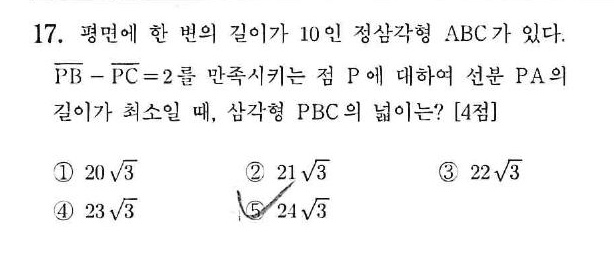 17. 평면에 한 변의 길이가 10인 정삼각형 ABC가 있다.
PB̅ − PC̅ = 2를 만족시키는 점 P에 대하여 선분 PA의
길이가 최소일 때, 삼각형 PBC의 넓이는? [4점]
① 20√3 ② 21√3 ③ 22√3
④ 23√3 ⑤ 24√3